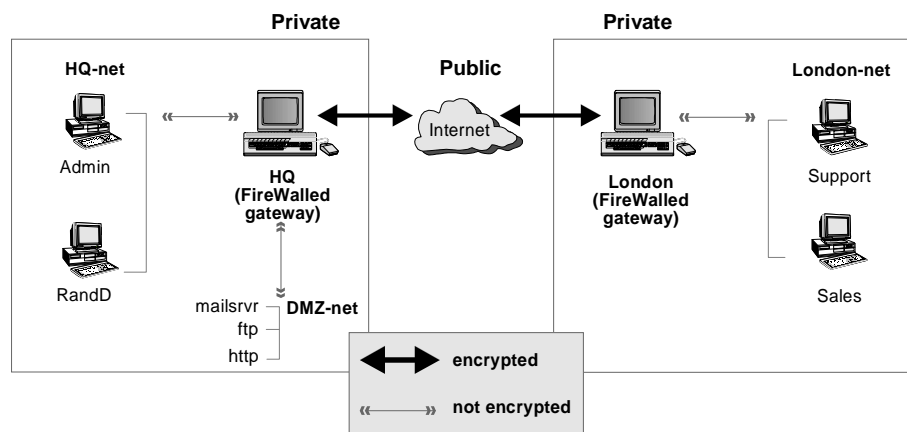 Private
Private
HQ-net
Public
London-net
Internet
Admin
HQ
(FireWalled
gateway)
London
(FireWalled
gateway)
Support
RandD
mailsrvr
DMZ-net
ftp
http
Sales
encrypted
not encrypted